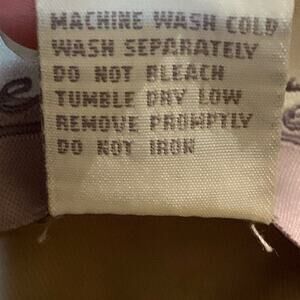 MACHINE WASH COLD
WASH SEPARATELY
DO NOT BLEACH
TUMBLE DRY LOW
REMOVE PROMPTLY
DO NOT IRON